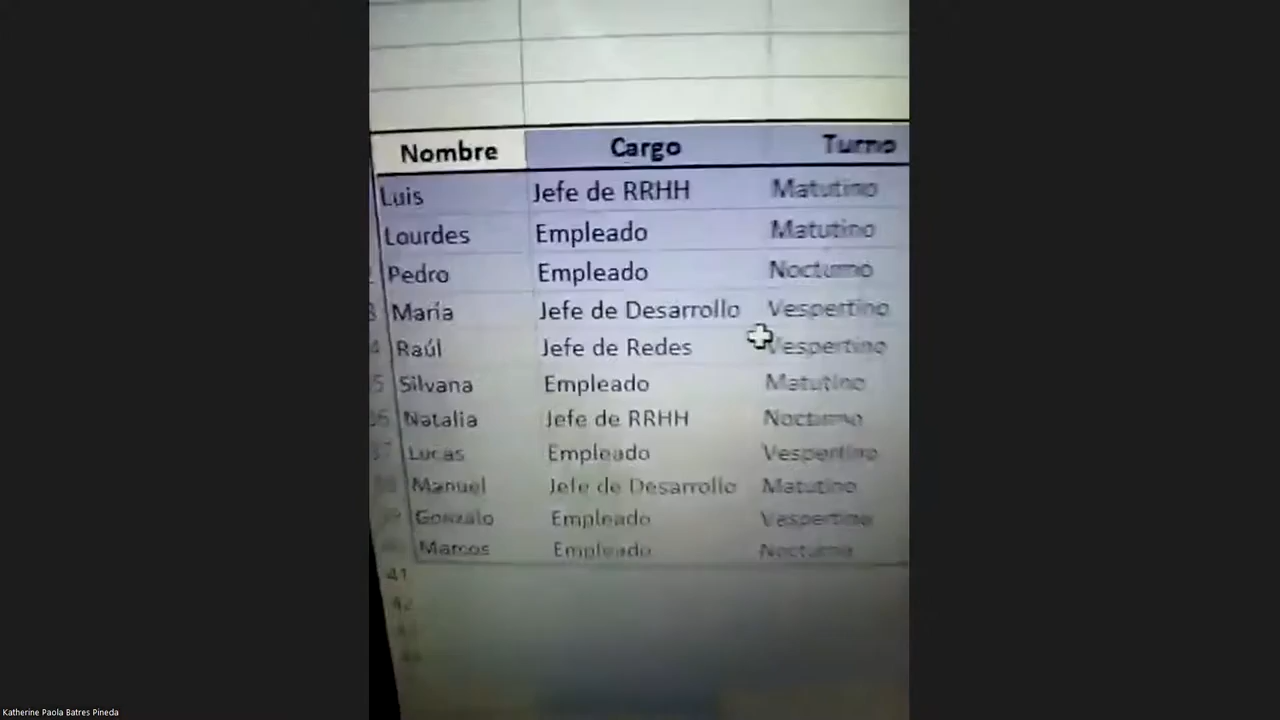 Nombre Cargo Turno
Luis Jefe de RRHH Matutino
Lourdes Empleado Matutino
Pedro Empleado Nocturno
María Jefe de Desarrollo Vespertino
Raúl Jefe de Redes Vespertino
Silvana Empleado Matutino
Natalia Jefe de RRHH Nocturno
Lucas Empleado Vespertino
Manuel Jefe de Desarrollo Matutino
Gonzalo Empleado Vespertino
Marcos Empleado Nocturno
41
42
Katherine Paola Batres Pineda